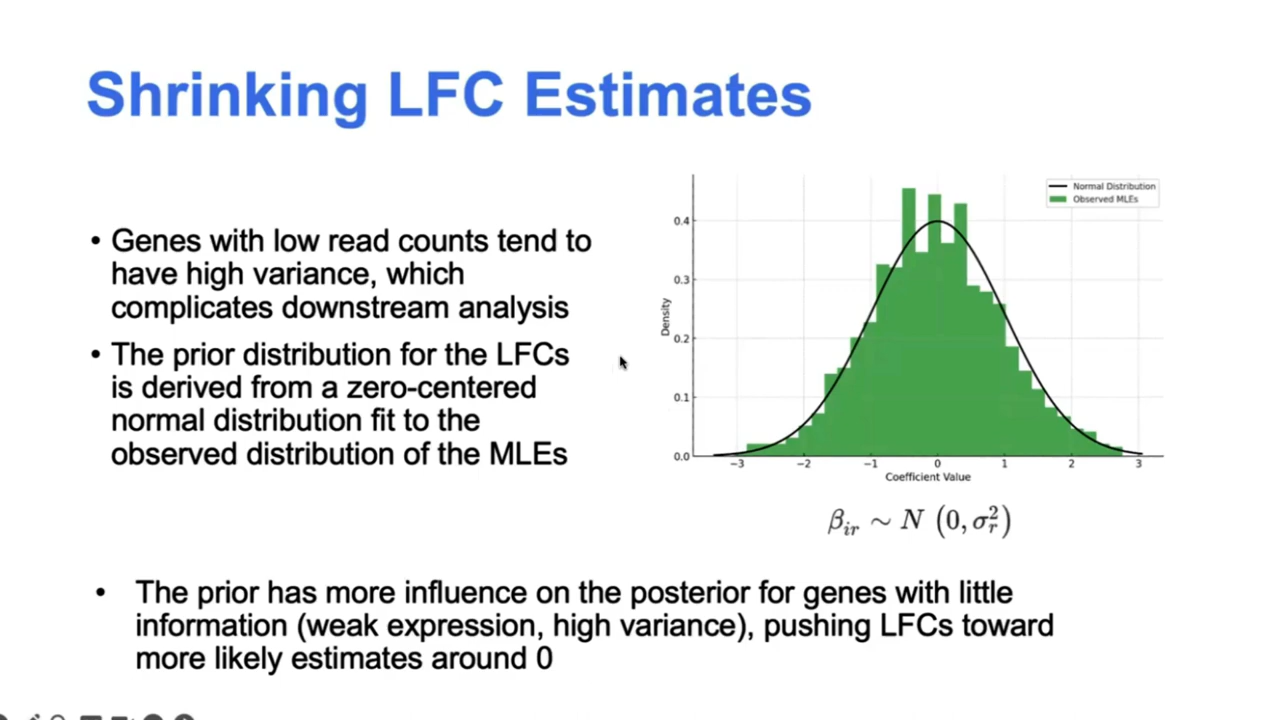 Shrinking LFC Estimates
• Genes with low read counts tend to
have high variance, which
complicates downstream analysis
• The prior distribution for the LFCs
is derived from a zero-centered
normal distribution fit to the
observed distribution of the MLEs
Normal Distribution
Observed MLEs
Density
0.4
0.3
0.2
0.1
0.0
−3 −2 −1 0 1 2 3
Coefficient Value
β_ir ~ N (0, σ_r^2)
• The prior has more influence on the posterior for genes with little
information (weak expression, high variance), pushing LFCs toward
more likely estimates around 0